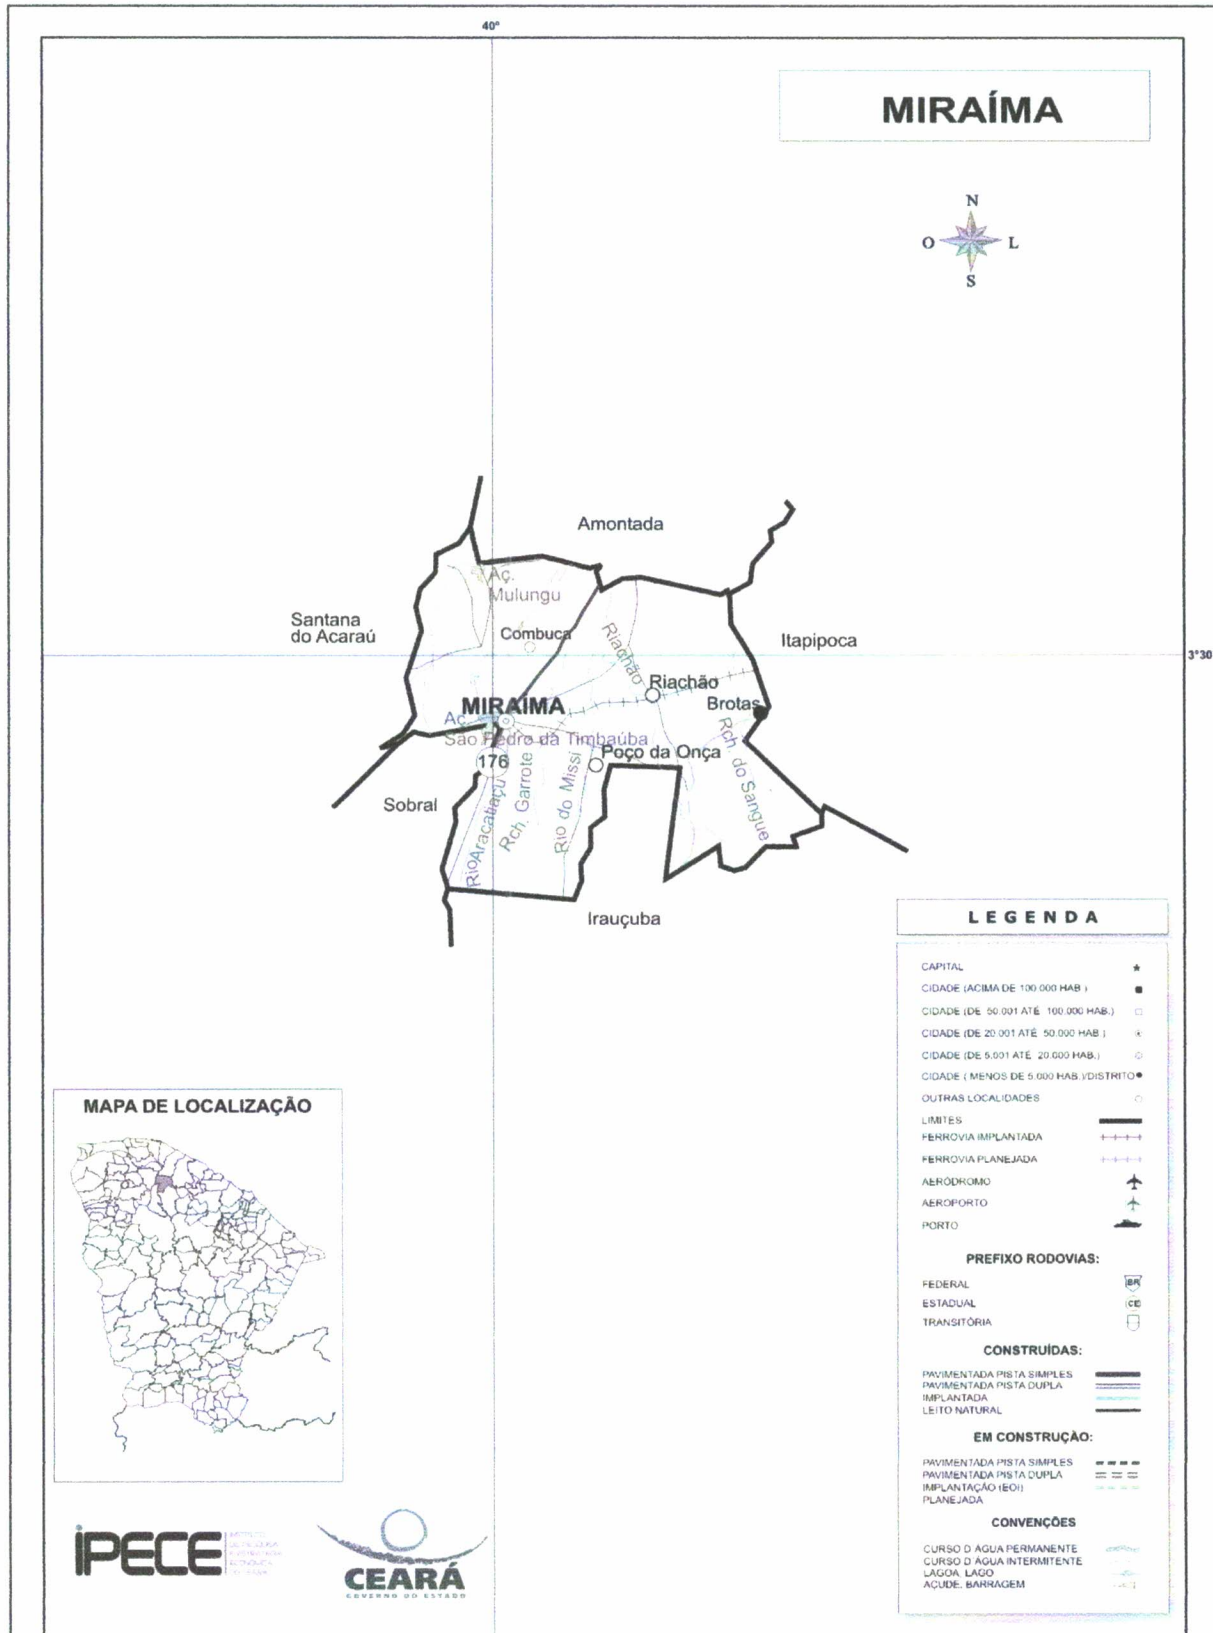 40°
MIRAÍMA
N
O
L
S
Amontada
Aç.
Mulungu
Santana
do Acaraú
Combuca
Riachão
Itapipoca
3°30
Riachão
MIRAÍMA
Brotas
Aç.
São Pedro da Timbaúba
Poço da Onça
176
Sobral
Rio Aracatiaçu
Rch. Garrote
Rio do Missi
Rch. do Sangue
Irauçuba
LEGENDA
CAPITAL
CIDADE (ACIMA DE 100.000 HAB.)
CIDADE (DE 50.001 ATÉ 100.000 HAB.)
CIDADE (DE 20.001 ATÉ 50.000 HAB.)
CIDADE (DE 5.001 ATÉ 20.000 HAB.)
CIDADE ( MENOS DE 5.000 HAB.)/DISTRITO
OUTRAS LOCALIDADES
LIMITES
FERROVIA IMPLANTADA
FERROVIA PLANEJADA
AERÓDROMO
AEROPORTO
PORTO
PREFIXO RODOVIAS:
FEDERAL BR
ESTADUAL CE
TRANSITÓRIA
CONSTRUÍDAS:
PAVIMENTADA PISTA SIMPLES
PAVIMENTADA PISTA DUPLA
IMPLANTADA
LEITO NATURAL
EM CONSTRUÇÃO:
PAVIMENTADA PISTA SIMPLES
PAVIMENTADA PISTA DUPLA
IMPLANTAÇÃO (EOI)
PLANEJADA
CONVENÇÕES
CURSO D ÁGUA PERMANENTE
CURSO D ÁGUA INTERMITENTE
LAGOA, LAGO
AÇUDE, BARRAGEM
MAPA DE LOCALIZAÇÃO
IPECE
CEARÁ
GOVERNO DO ESTADO